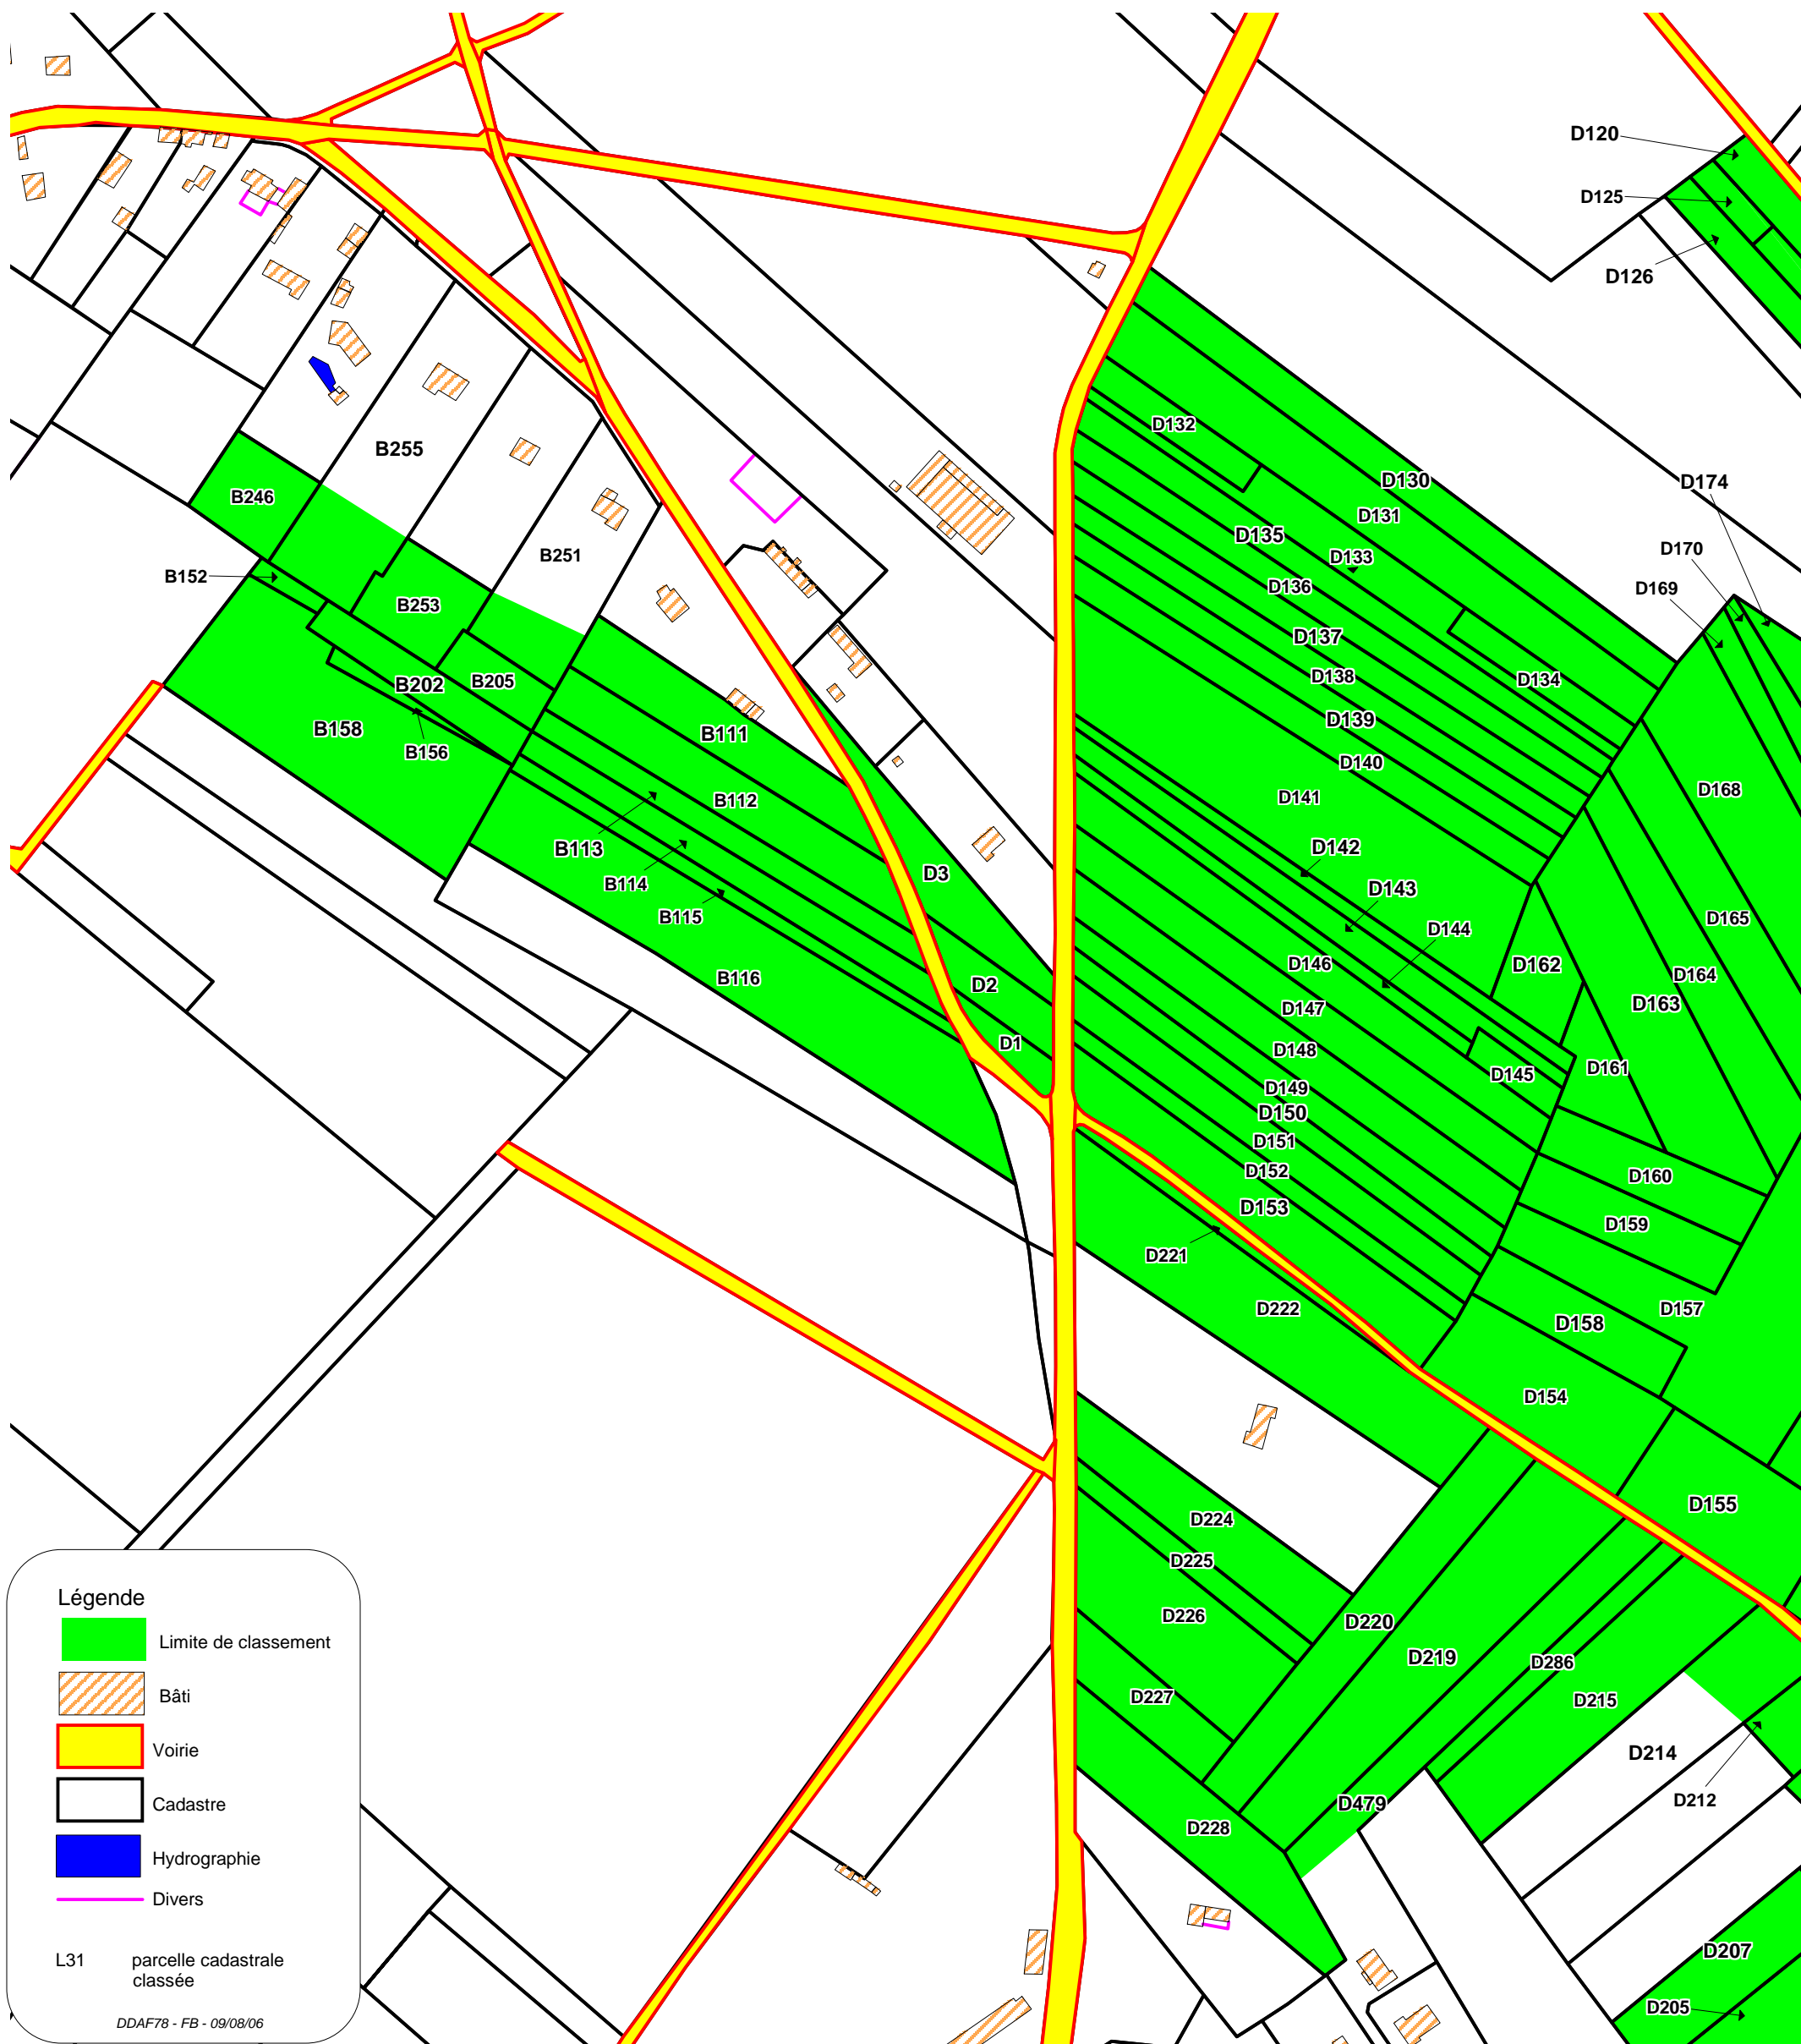 D120
D125
D126
D132
B255
D130
D174
B246
D131
D135
D170
B251
D133
B152
D136
D169
B253
D137
D138
D134
B205
B202
D139
B158
B111
B156
D140
D168
D141
B112
B113
D142
D3
B114
D143
B115
D165
D144
D146
D162
D164
B116
D2
D163
D147
D1
D148
D161
D145
D149
D150
D151
D152
D160
D153
D159
D221
D222
D157
D158
D154
D155
D224
D225
D226
D220
D219
D286
D227
D215
D214
D212
D479
D228
D207
D205
Légende
Limite de classement
Bâti
Voirie
Cadastre
Hydrographie
Divers
L31 parcelle cadastrale
classée
DDAF78 - FB - 09/08/06